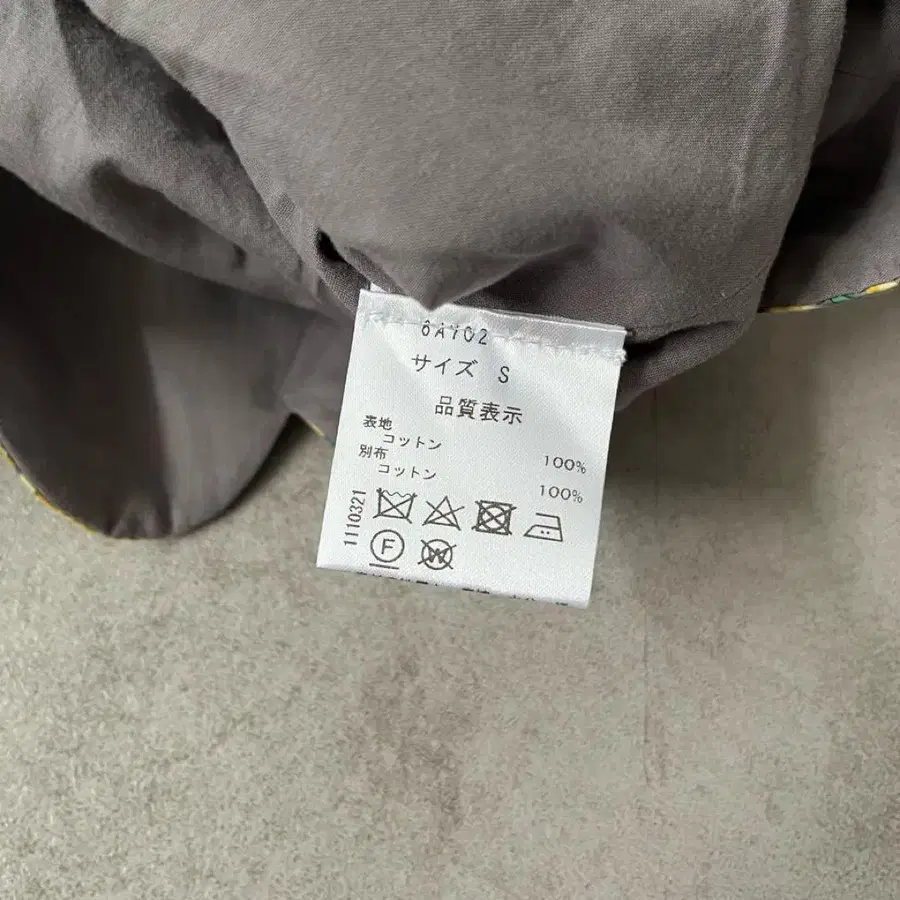 6AY02
サイズ S
品質表示
表地
コットン 100%
別布
コットン 100%
1110321
F
W